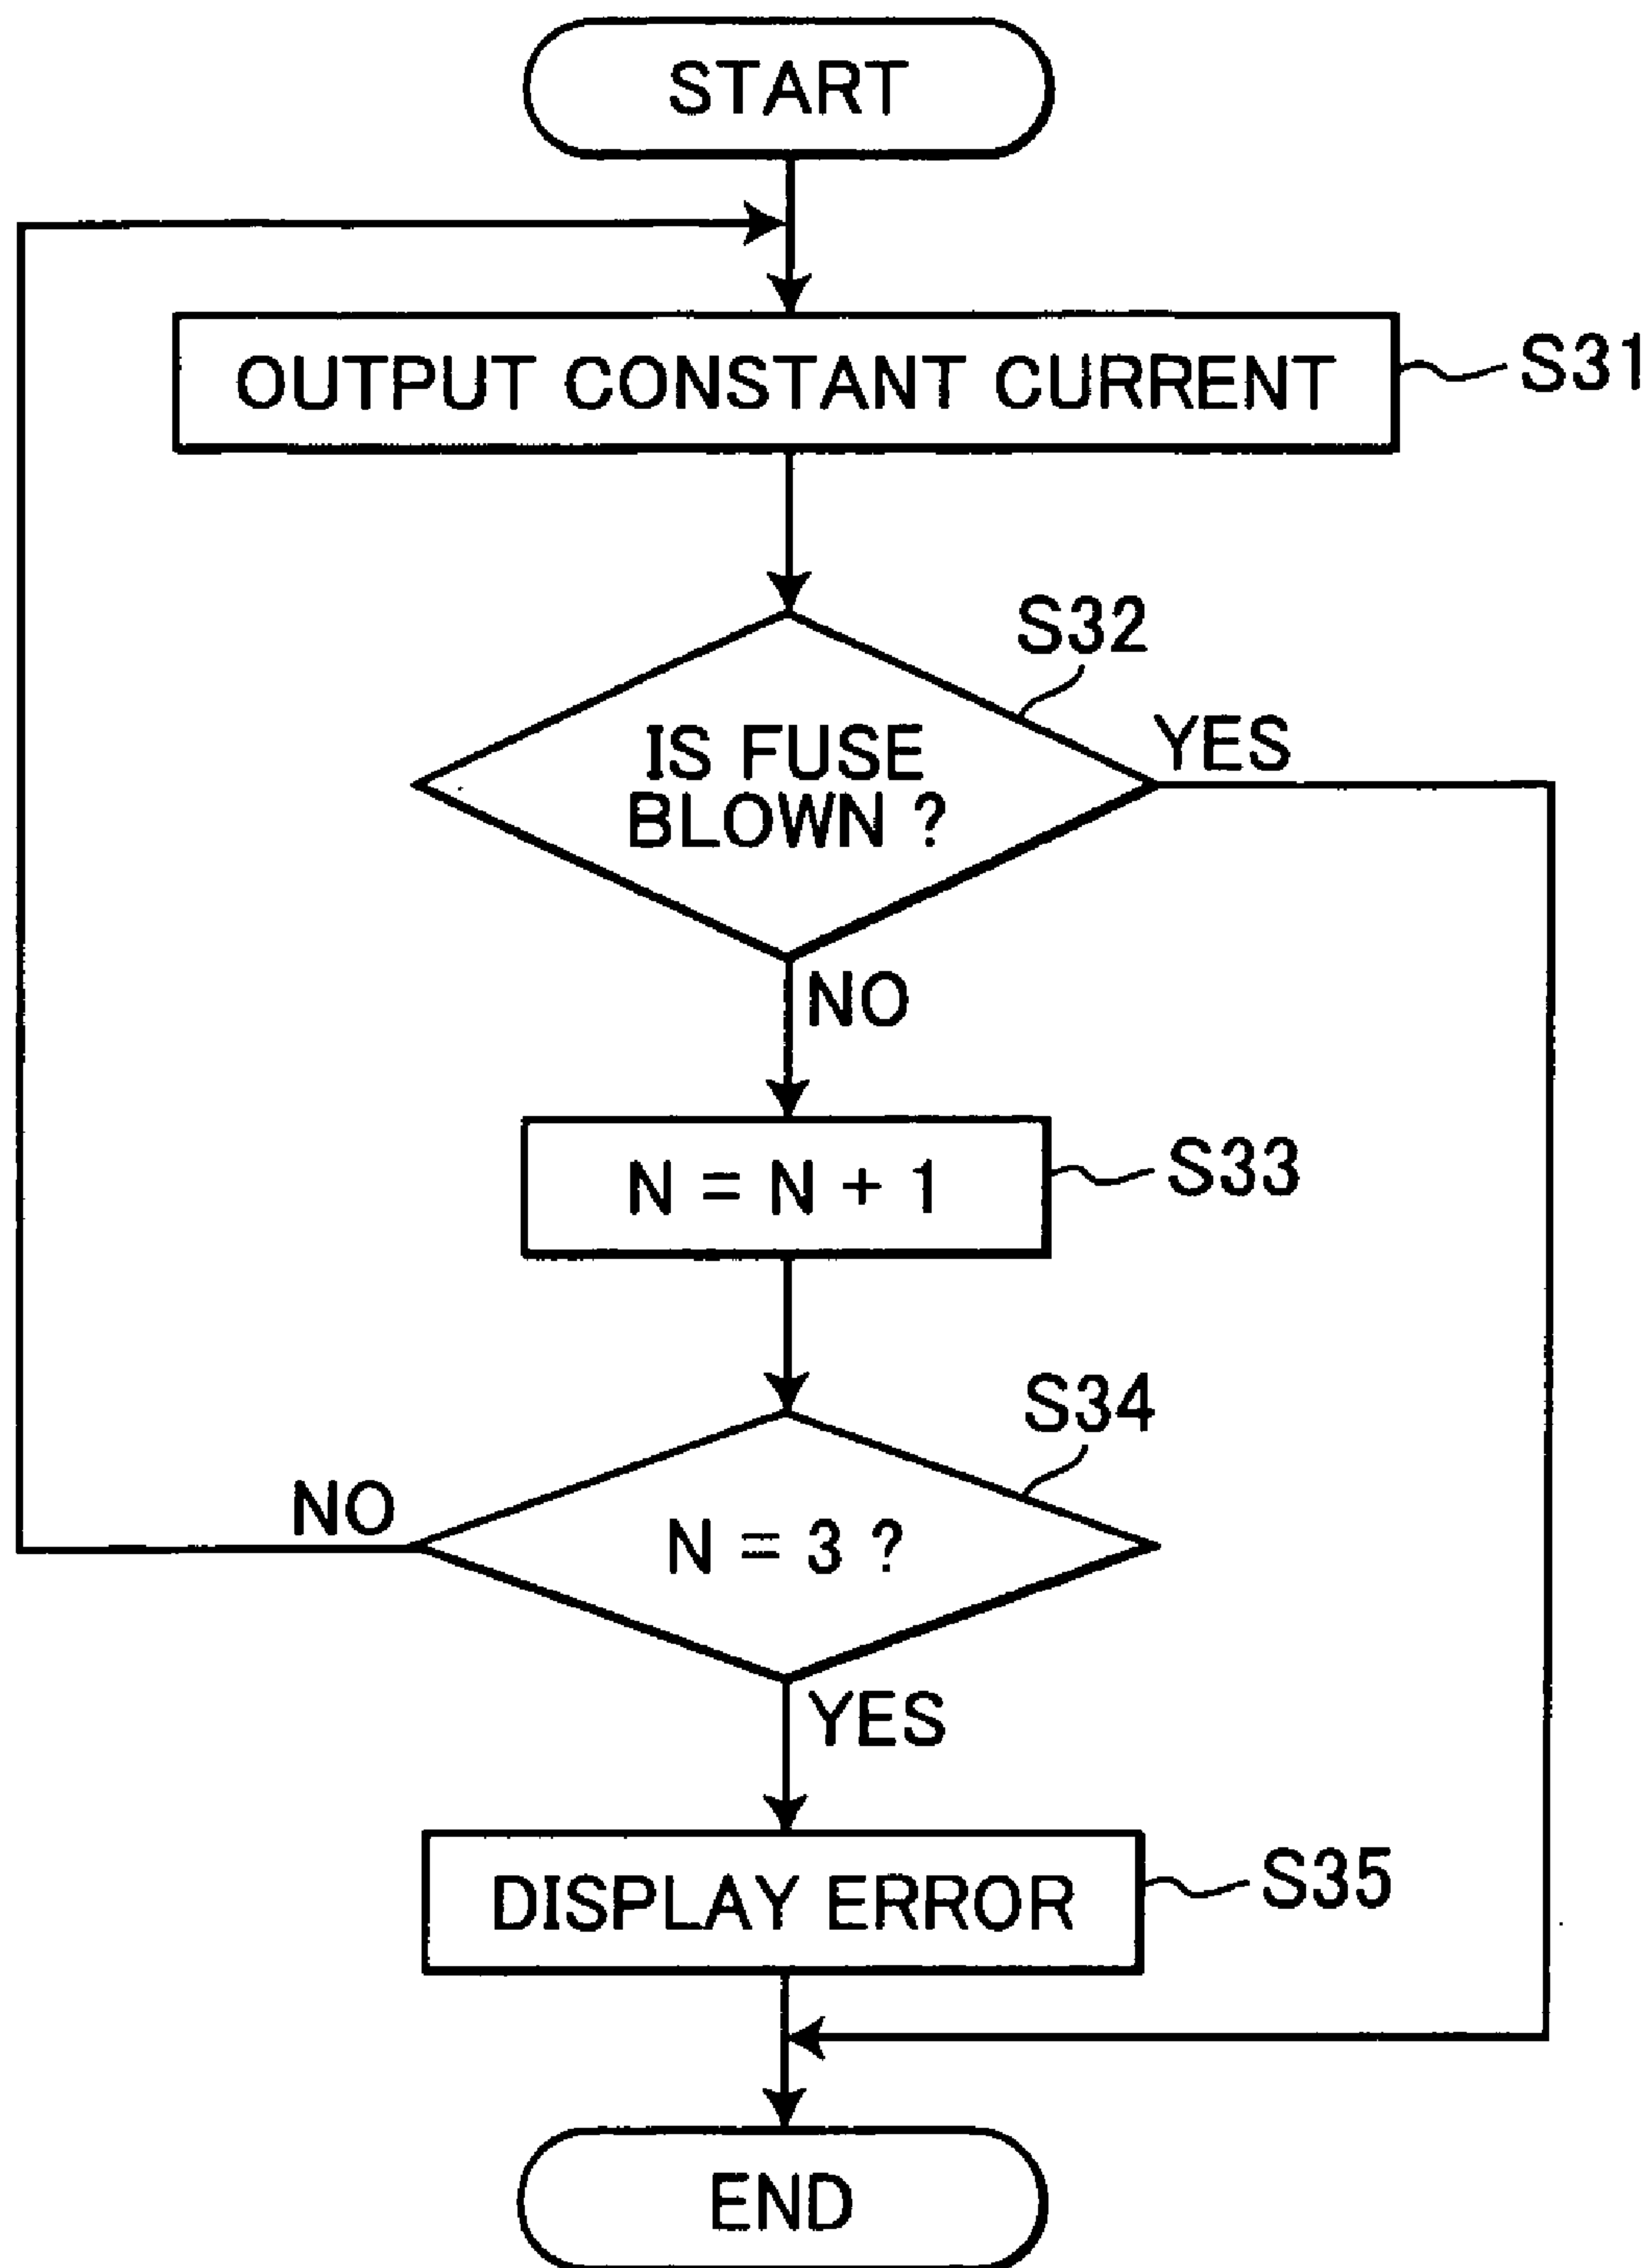 START
OUTPUT CONSTANT CURRENT
S31
S32
IS FUSE
BLOWN ?
YES
NO
N = N + 1
S33
S34
N = 3 ?
NO
YES
DISPLAY ERROR
S35
END